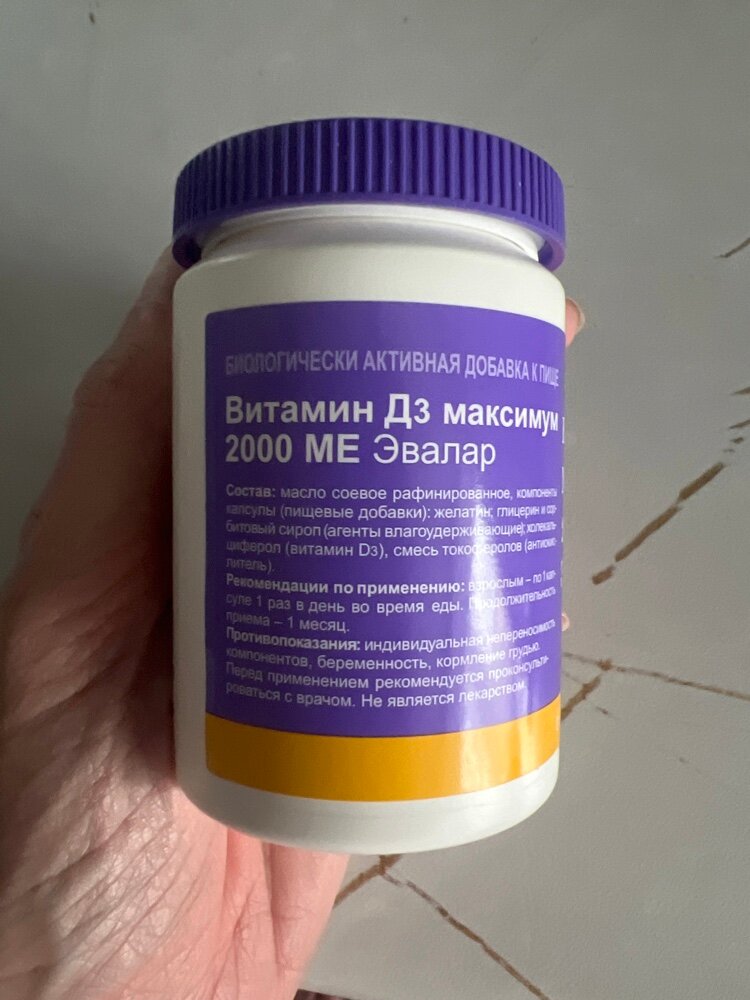 БИОЛОГИЧЕСКИ АКТИВНАЯ ДОБАВКА К ПИЩЕ
Витамин Д3 максимум
2000 МЕ Эвалар
Состав: масло соевое рафинированное, компоненты
капсулы (пищевые добавки): желатин; глицерин и сор-
битовый сироп (агенты влагоудерживающие); холекаль-
циферол (витамин D3), смесь токоферолов (антиокис-
литель).
Рекомендации по применению: взрослым – по 1 кап-
суле 1 раз в день во время еды. Продолжительность
приема – 1 месяц.
Противопоказания: индивидуальная непереносимость
компонентов, беременность, кормление грудью.
Перед применением рекомендуется проконсульти-
роваться с врачом. Не является лекарством.